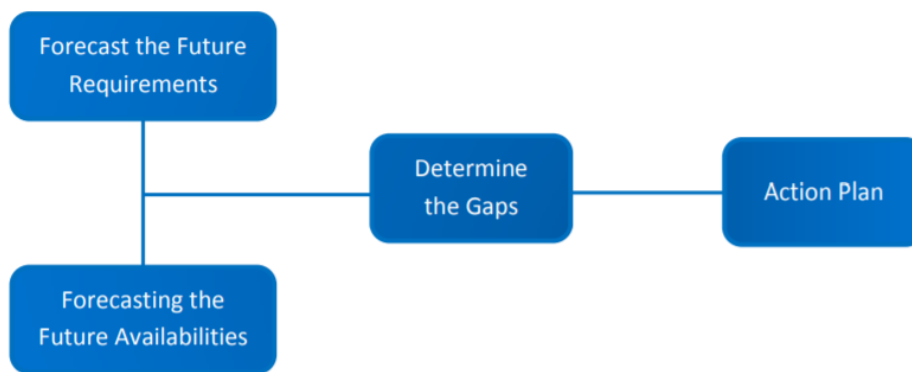 Forecast the Future
Requirements
Determine
the Gaps
Action Plan
Forecasting the
Future Availabilities